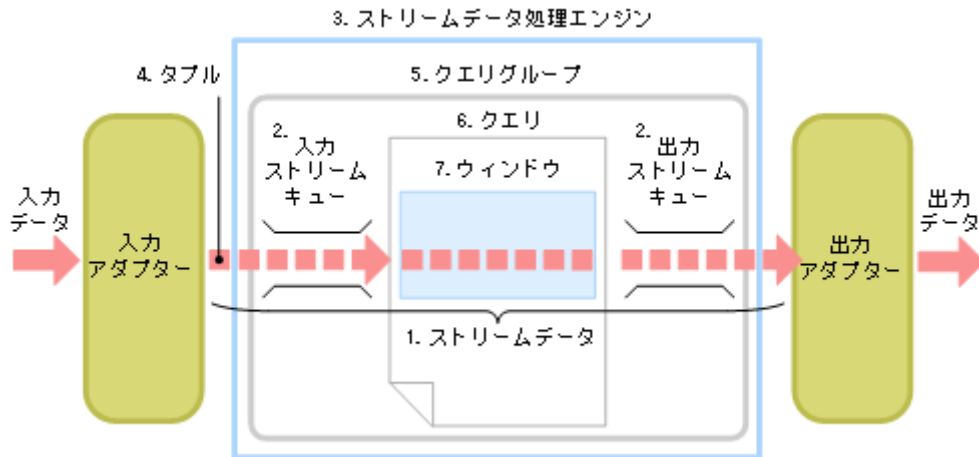 3. ストリームデータ処理エンジン
4. タプル
5. クエリグループ
6. クエリ
2. 入力
ストリーム
キュー
7. ウィンドウ
2. 出力
ストリーム
キュー
入力
データ
入力
アダプター
出力
アダプター
出力
データ
1. ストリームデータ